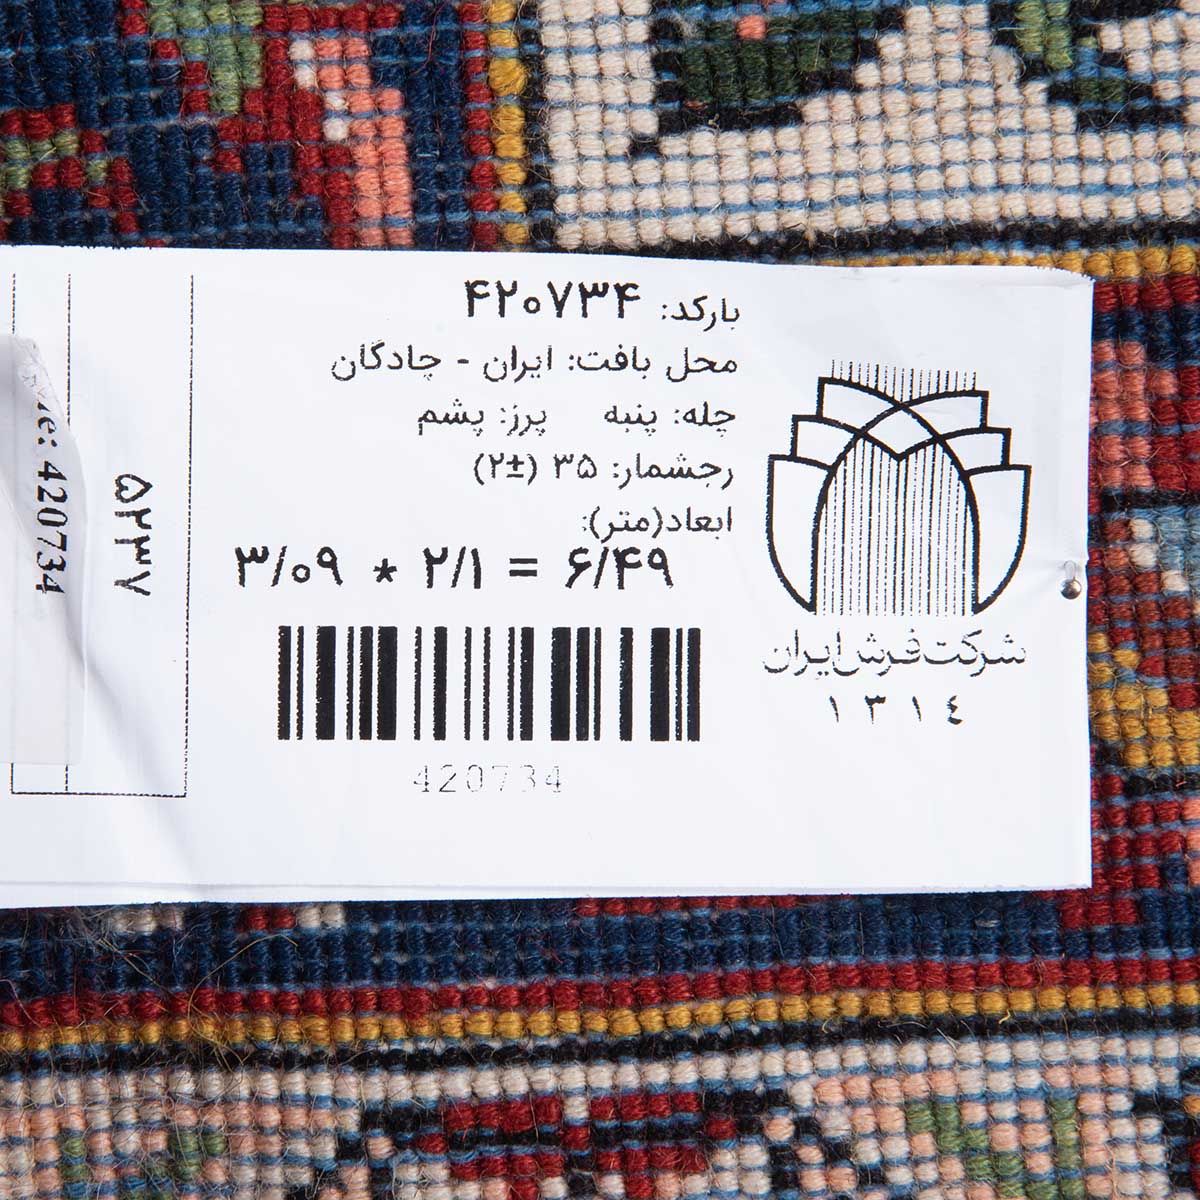 بارکد: ۴۲۰۷۳۴
محل بافت: ایران - چادگان
چله: پنبه پرز: پشم
رجشمار: ۳۵ (±۲)
ابعاد(متر):
۳/۰۹ * ۲/۱ = ۶/۴۹
420734
شرکت فرش ایران
۱۳۱٤
۵۲۳۷
420734